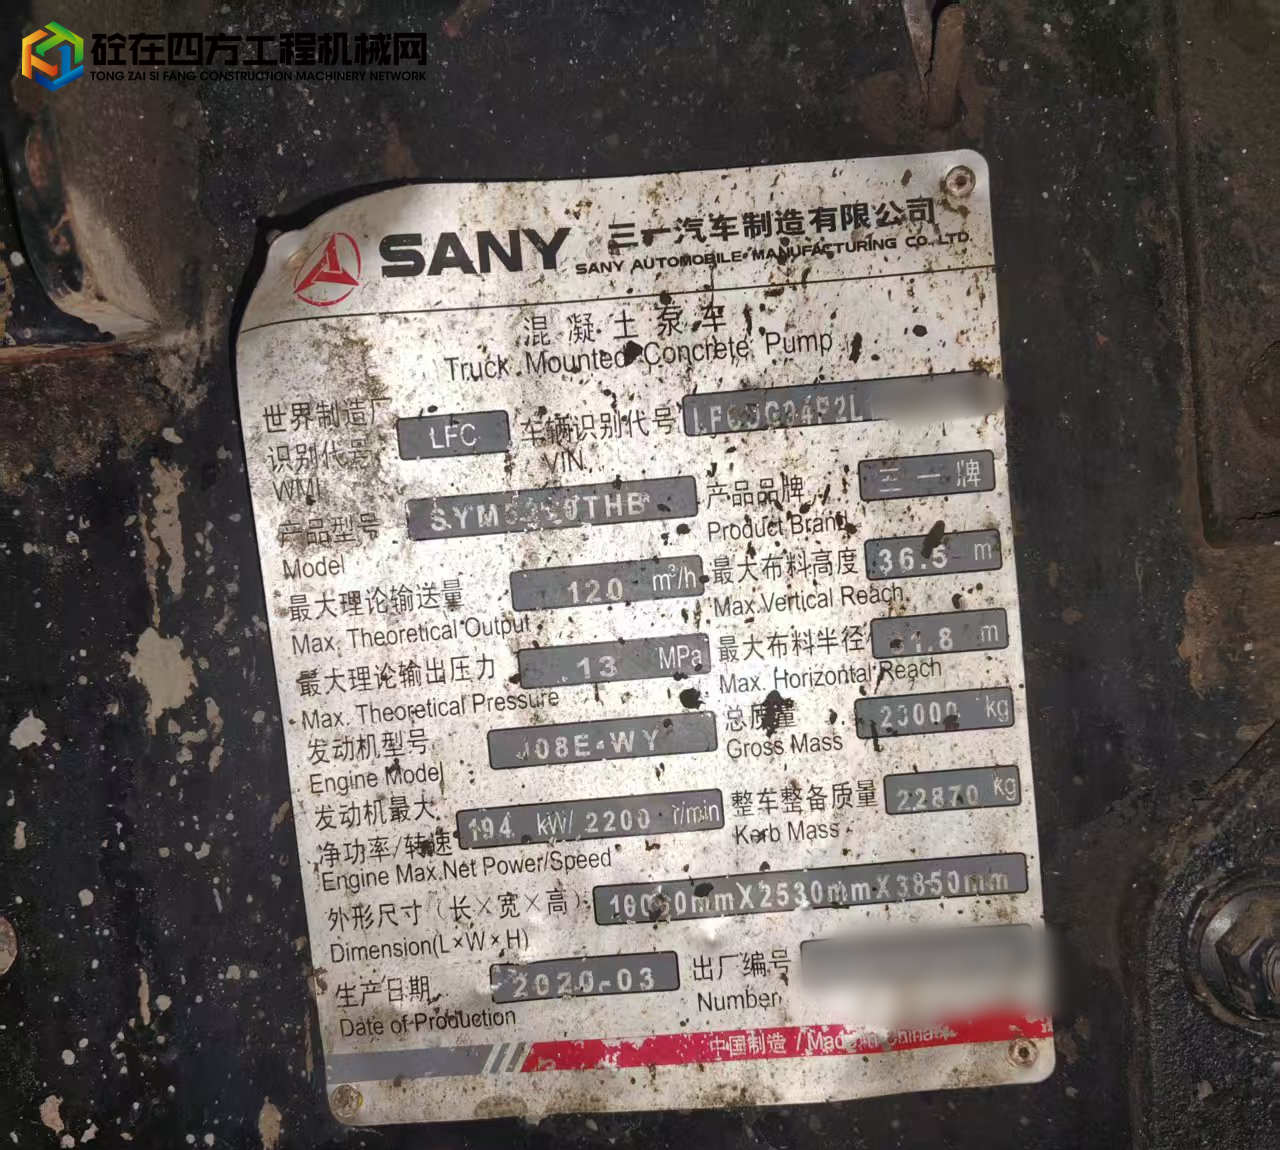 砼在四方工程机械网
TONG ZAI SI FANG CONSTRUCTION MACHINERY NETWORK
SANY 三一汽车制造有限公司
SANY AUTOMOBILE MANUFACTURING CO., LTD.
混凝土泵车
Truck Mounted Concrete Pump
世界制造厂
识别代号
WMI
LFC
车辆识别代号
VIN
产品型号
Model
产品品牌 三一牌
Product Brand
最大理论输送量 120 m³/h
Max. Theoretical Output
最大布料高度 36.5 m
Max.Vertical Reach
最大理论输出压力 13 MPa
Max. Theoretical Pressure
最大布料半径 m
Max. Horizontal Reach
发动机型号 J08E-WY
Engine Model
总质量 kg
Gross Mass
发动机最大
净功率/转速 194 kW/ 2200 r/min
Engine Max.Net Power/Speed
整车整备质量 22870 kg
Kerb Mass
外形尺寸（长×宽×高） X2530mmX3850mm
Dimension(L×W×H)
生产日期 2020-03
Date of Production
出厂编号
Number
中国制造 / Made in China